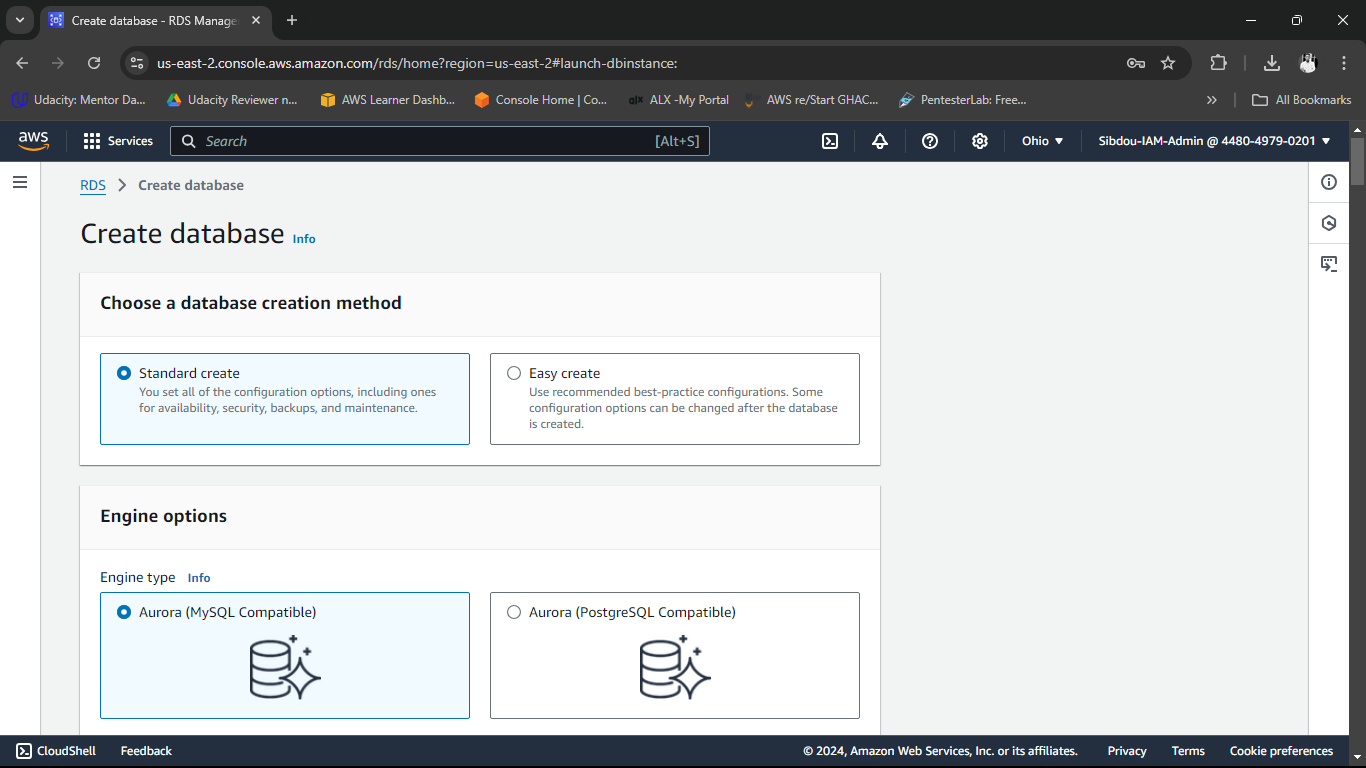 Create database - RDS Manage
us-east-2.console.aws.amazon.com/rds/home?region=us-east-2#launch-dbinstance:
Udacity: Mentor Da...
Udacity Reviewer n...
AWS Learner Dashb...
Console Home | Co...
alx ALX -My Portal
AWS re/Start GHAC...
PentesterLab: Free...
All Bookmarks
aws
Services
Search
[Alt+S]
Ohio
Sibdou-IAM-Admin @ 4480-4979-0201
RDS > Create database
Create database Info
Choose a database creation method
Standard create
You set all of the configuration options, including ones
for availability, security, backups, and maintenance.
Easy create
Use recommended best-practice configurations. Some
configuration options can be changed after the database
is created.
Engine options
Engine type Info
Aurora (MySQL Compatible)
Aurora (PostgreSQL Compatible)
CloudShell
Feedback
© 2024, Amazon Web Services, Inc. or its affiliates.
Privacy
Terms
Cookie preferences